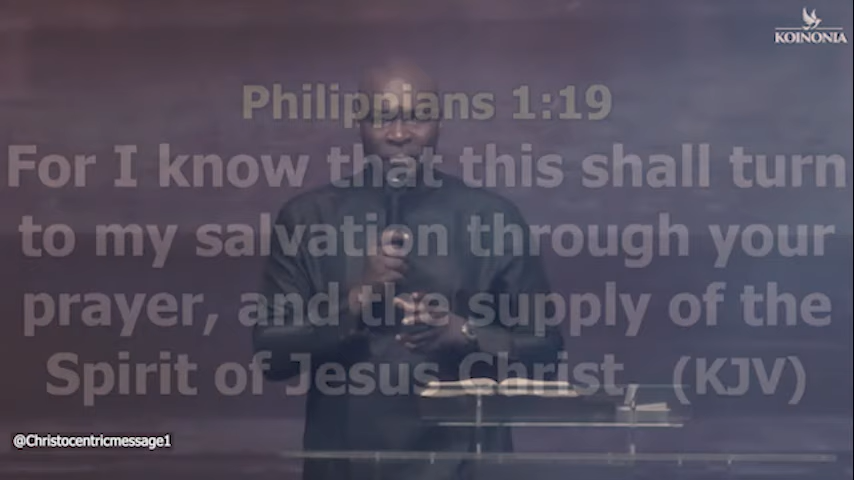 KOINONIA
Philippians 1:19
For I know that this shall turn
to my salvation through your
prayer, and the supply of the
Spirit of Jesus Christ (KJV)
@Christocentricmessage1